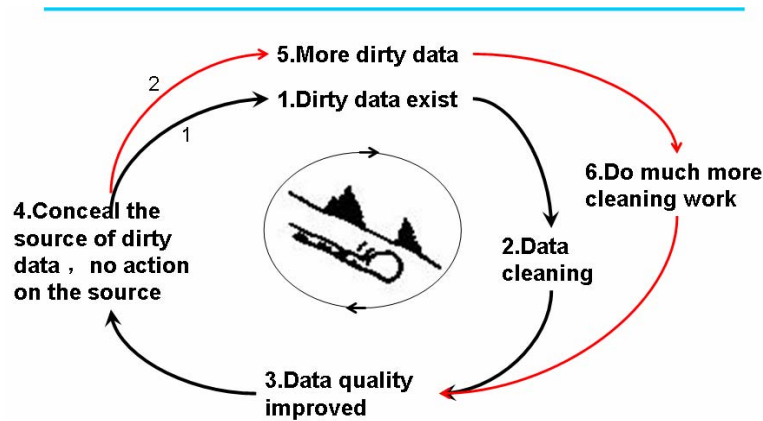 5.More dirty data
2
1.Dirty data exist
1
6.Do much more
cleaning work
4.Conceal the
source of dirty
data ，no action
on the source
2.Data
cleaning
3.Data quality
improved